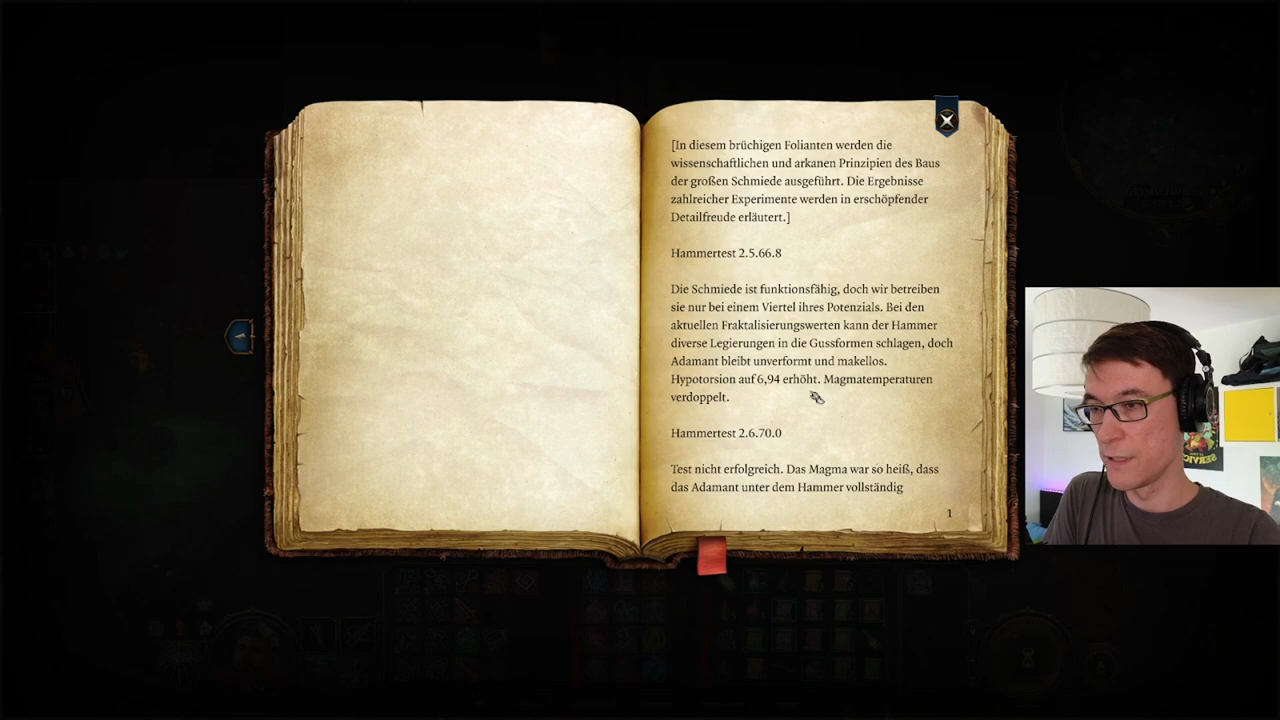 [In diesem brüchigen Folianten werden die
wissenschaftlichen und arkanen Prinzipien des Baus
der großen Schmiede ausgeführt. Die Ergebnisse
zahlreicher Experimente werden in erschöpfender
Detailfreude erläutert.]
Hammertest 2.5.66.8
Die Schmiede ist funktionsfähig, doch wir betreiben
sie nur bei einem Viertel ihres Potenzials. Bei den
aktuellen Fraktalisierungswerten kann der Hammer
diverse Legierungen in die Gussformen schlagen, doch
Adamant bleibt unverformt und makellos.
Hypotorsion auf 6,94 erhöht. Magmatemperaturen
verdoppelt.
Hammertest 2.6.70.0
Test nicht erfolgreich. Das Magma war so heiß, dass
das Adamant unter dem Hammer vollständig
1